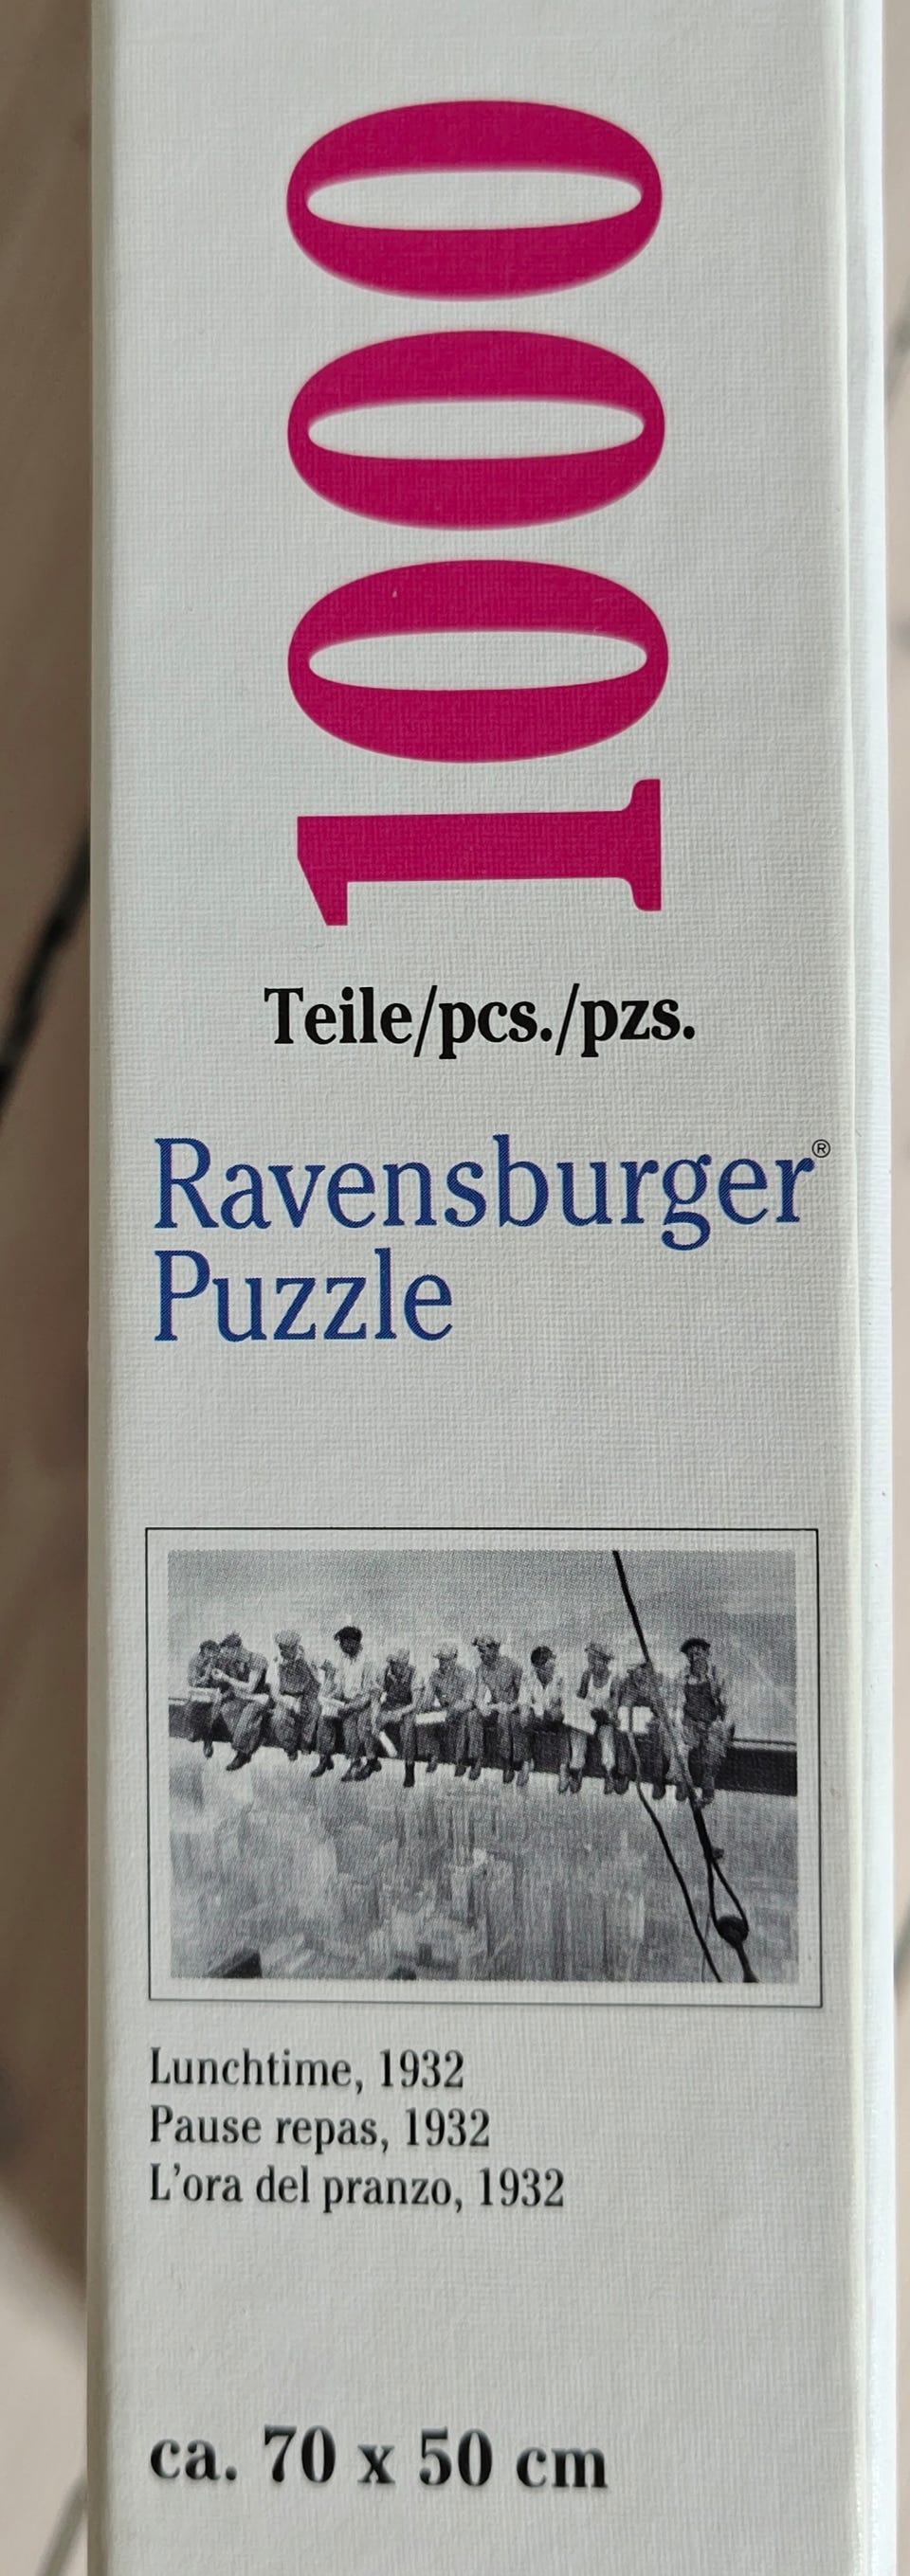 1000
Teile/pcs./pzs.
Ravensburger®
Puzzle
Lunchtime, 1932
Pause repas, 1932
L'ora del pranzo, 1932
ca. 70 x 50 cm